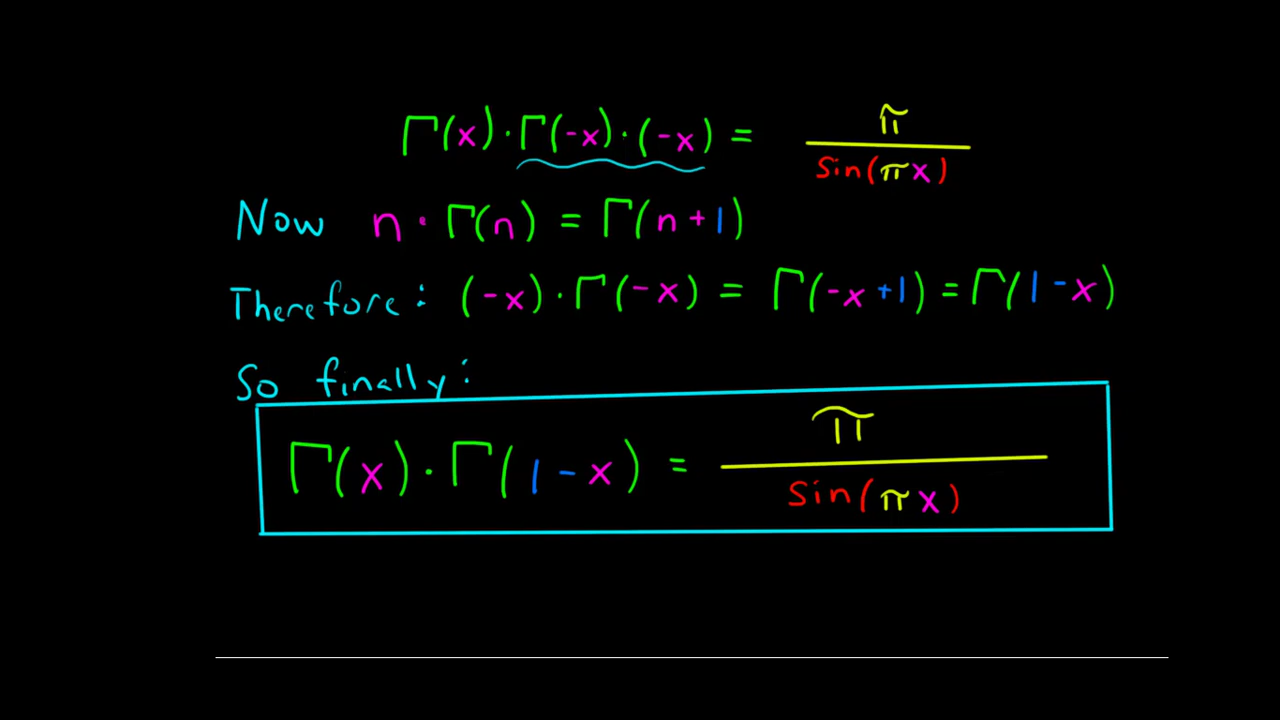 Γ(x)·Γ(-x)·(-x) = π / sin(πx)
Now n·Γ(n) = Γ(n+1)
Therefore: (-x)·Γ(-x) = Γ(-x+1) = Γ(1-x)
So finally:
Γ(x)·Γ(1-x) = π / sin(πx)